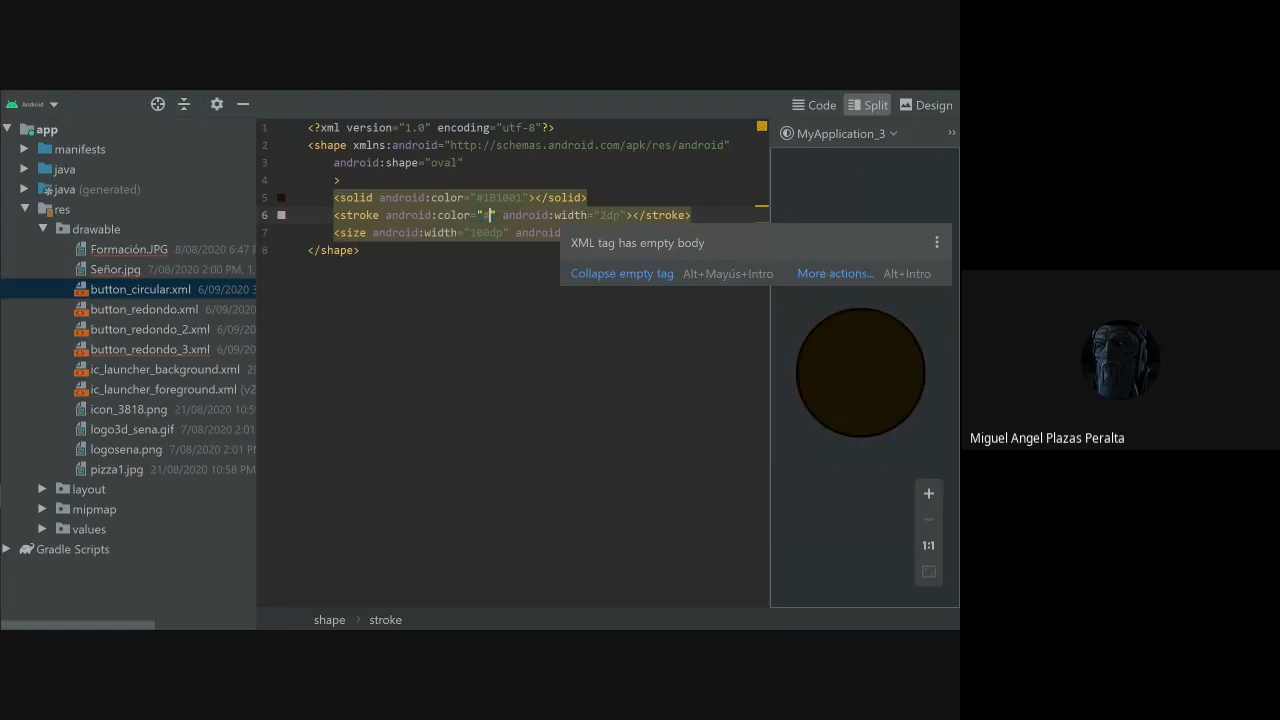 Android
Code
Split
Design
app
manifests
java
java (generated)
res
drawable
Formación.JPG 8/08/2020 6:47
Señor.jpg 7/08/2020 2:00 PM, 1,
button_circular.xml 6/09/2020 3
button_redondo.xml 6/09/20
button_redondo_2.xml 6/09/
button_redondo_3.xml 6/09/
ic_launcher_background.xml 29
ic_launcher_foreground.xml (v2
icon_3818.png 21/08/2020 10:5
logo3d_sena.gif 7/08/2020 2:01
logosena.png 7/08/2020 2:01 P
pizza1.jpg 21/08/2020 10:58 PM
layout
mipmap
values
Gradle Scripts
1 <?xml version="1.0" encoding="utf-8"?>
2 <shape xmlns:android="http://schemas.android.com/apk/res/android"
3 android:shape="oval"
4 >
5 <solid android:color="#1B1001"></solid>
6 <stroke android:color="#" android:width="2dp"></stroke>
7 <size android:width="100dp" android
8 </shape>
XML tag has empty body
Collapse empty tag Alt+Mayús+Intro More actions... Alt+Intro
MyApplication_3
1:1
shape
stroke
Miguel Angel Plazas Peralta